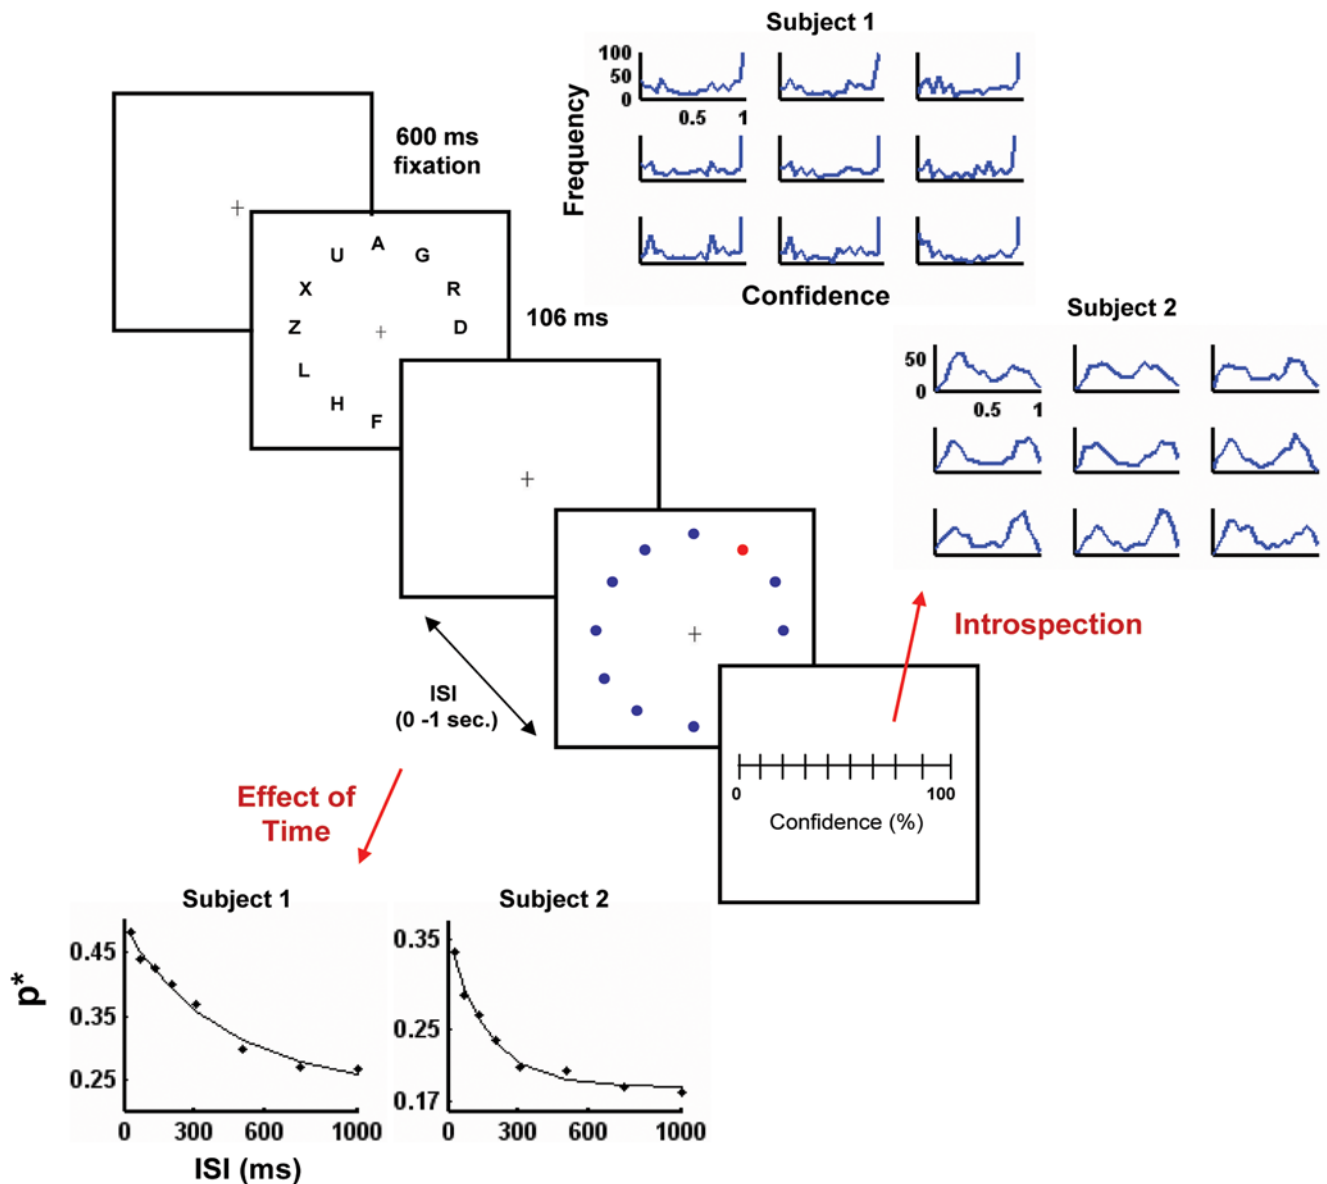 Subject 1
100
50
0
0.5 1
Frequency
Confidence
600 ms
fixation
A
U G
X R
Z D
L
H
F
106 ms
Subject 2
50
0
0.5 1
Introspection
ISI
(0 -1 sec.)
0 100
Confidence (%)
Effect of
Time
Subject 1
p*
0.45
0.35
0.25
0 300 600 1000
ISI (ms)
Subject 2
0.35
0.25
0.17
0 300 600 1000